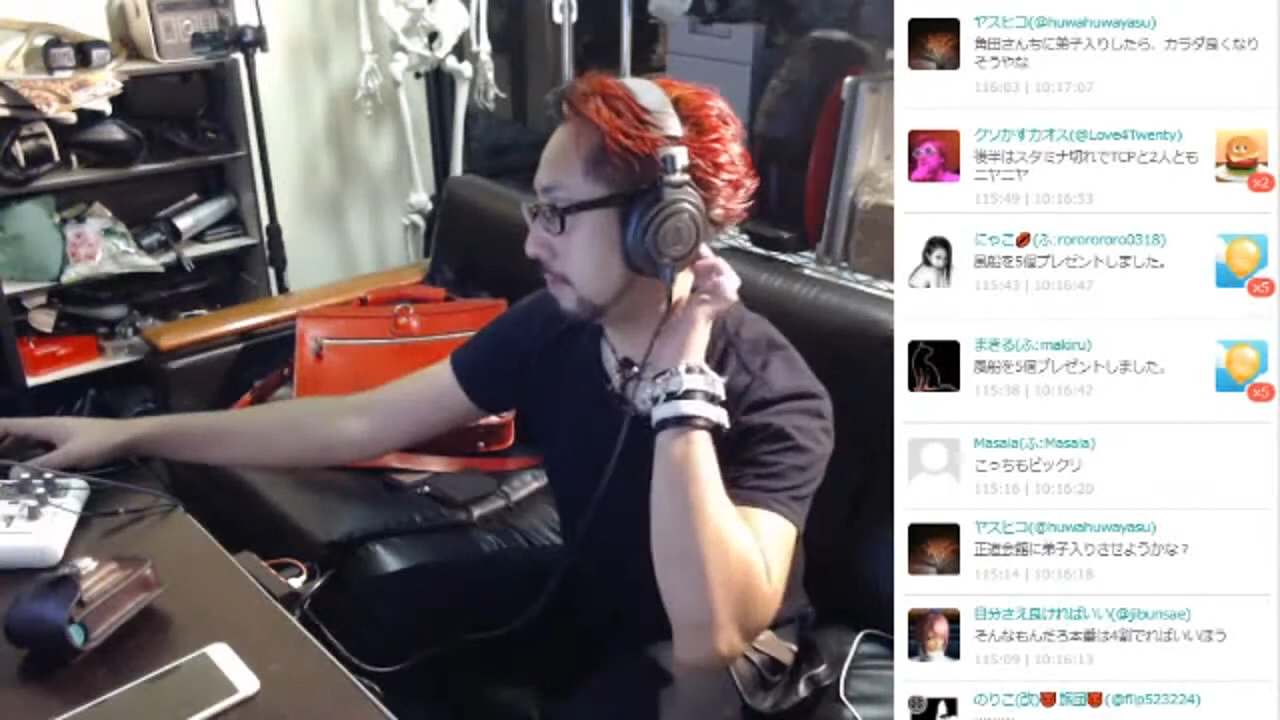 ヤスヒコ(@huwahuwayasu)
角田さんちに弟子入りしたら、カラダ良くなり
そうやな
116:03 | 10:17:07
クソかすカオス(@Love4Twenty)
後半はスタミナ切れでTCPと2人とも
ニヤニヤ
115:49 | 10:16:53
x2
にゃこ(ふ:rorororo0318)
風船を5個プレゼントしました。
115:43 | 10:16:47
x5
まきる(ふ:makiru)
風船を5個プレゼントしました。
115:38 | 10:16:42
x5
Masala(ふ:Masala)
こっちもビックリ
115:16 | 10:16:20
ヤスヒコ(@huwahuwayasu)
正道会館に弟子入りさせようかな？
115:14 | 10:16:18
自分さえ良ければいい(@jibunsae)
そんなもんだろ本番は4割でればいいほう
115:09 | 10:16:13
のりこ(改) 旅団 (@flip523224)